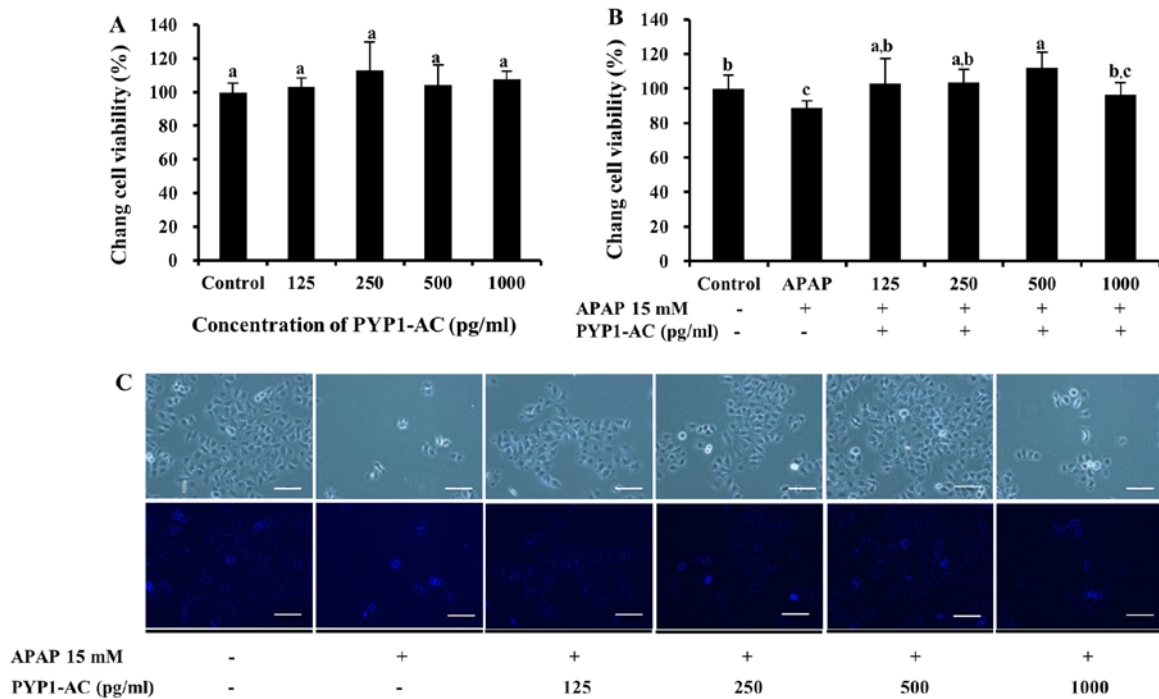 A
Chang cell viability (%)
140
120
100
80
60
40
20
0
a
a
a
a
a
Control
125
250
500
1000
Concentration of PYP1-AC (pg/ml)
B
Chang cell viability (%)
140
120
100
80
60
40
20
0
b
c
a,b
a,b
a
b,c
Control
APAP
125
250
500
1000
APAP 15 mM - + + + + +
PYP1-AC (pg/ml) - - + + + +
C
APAP 15 mM - + + + + +
PYP1-AC (pg/ml) - - 125 250 500 1000